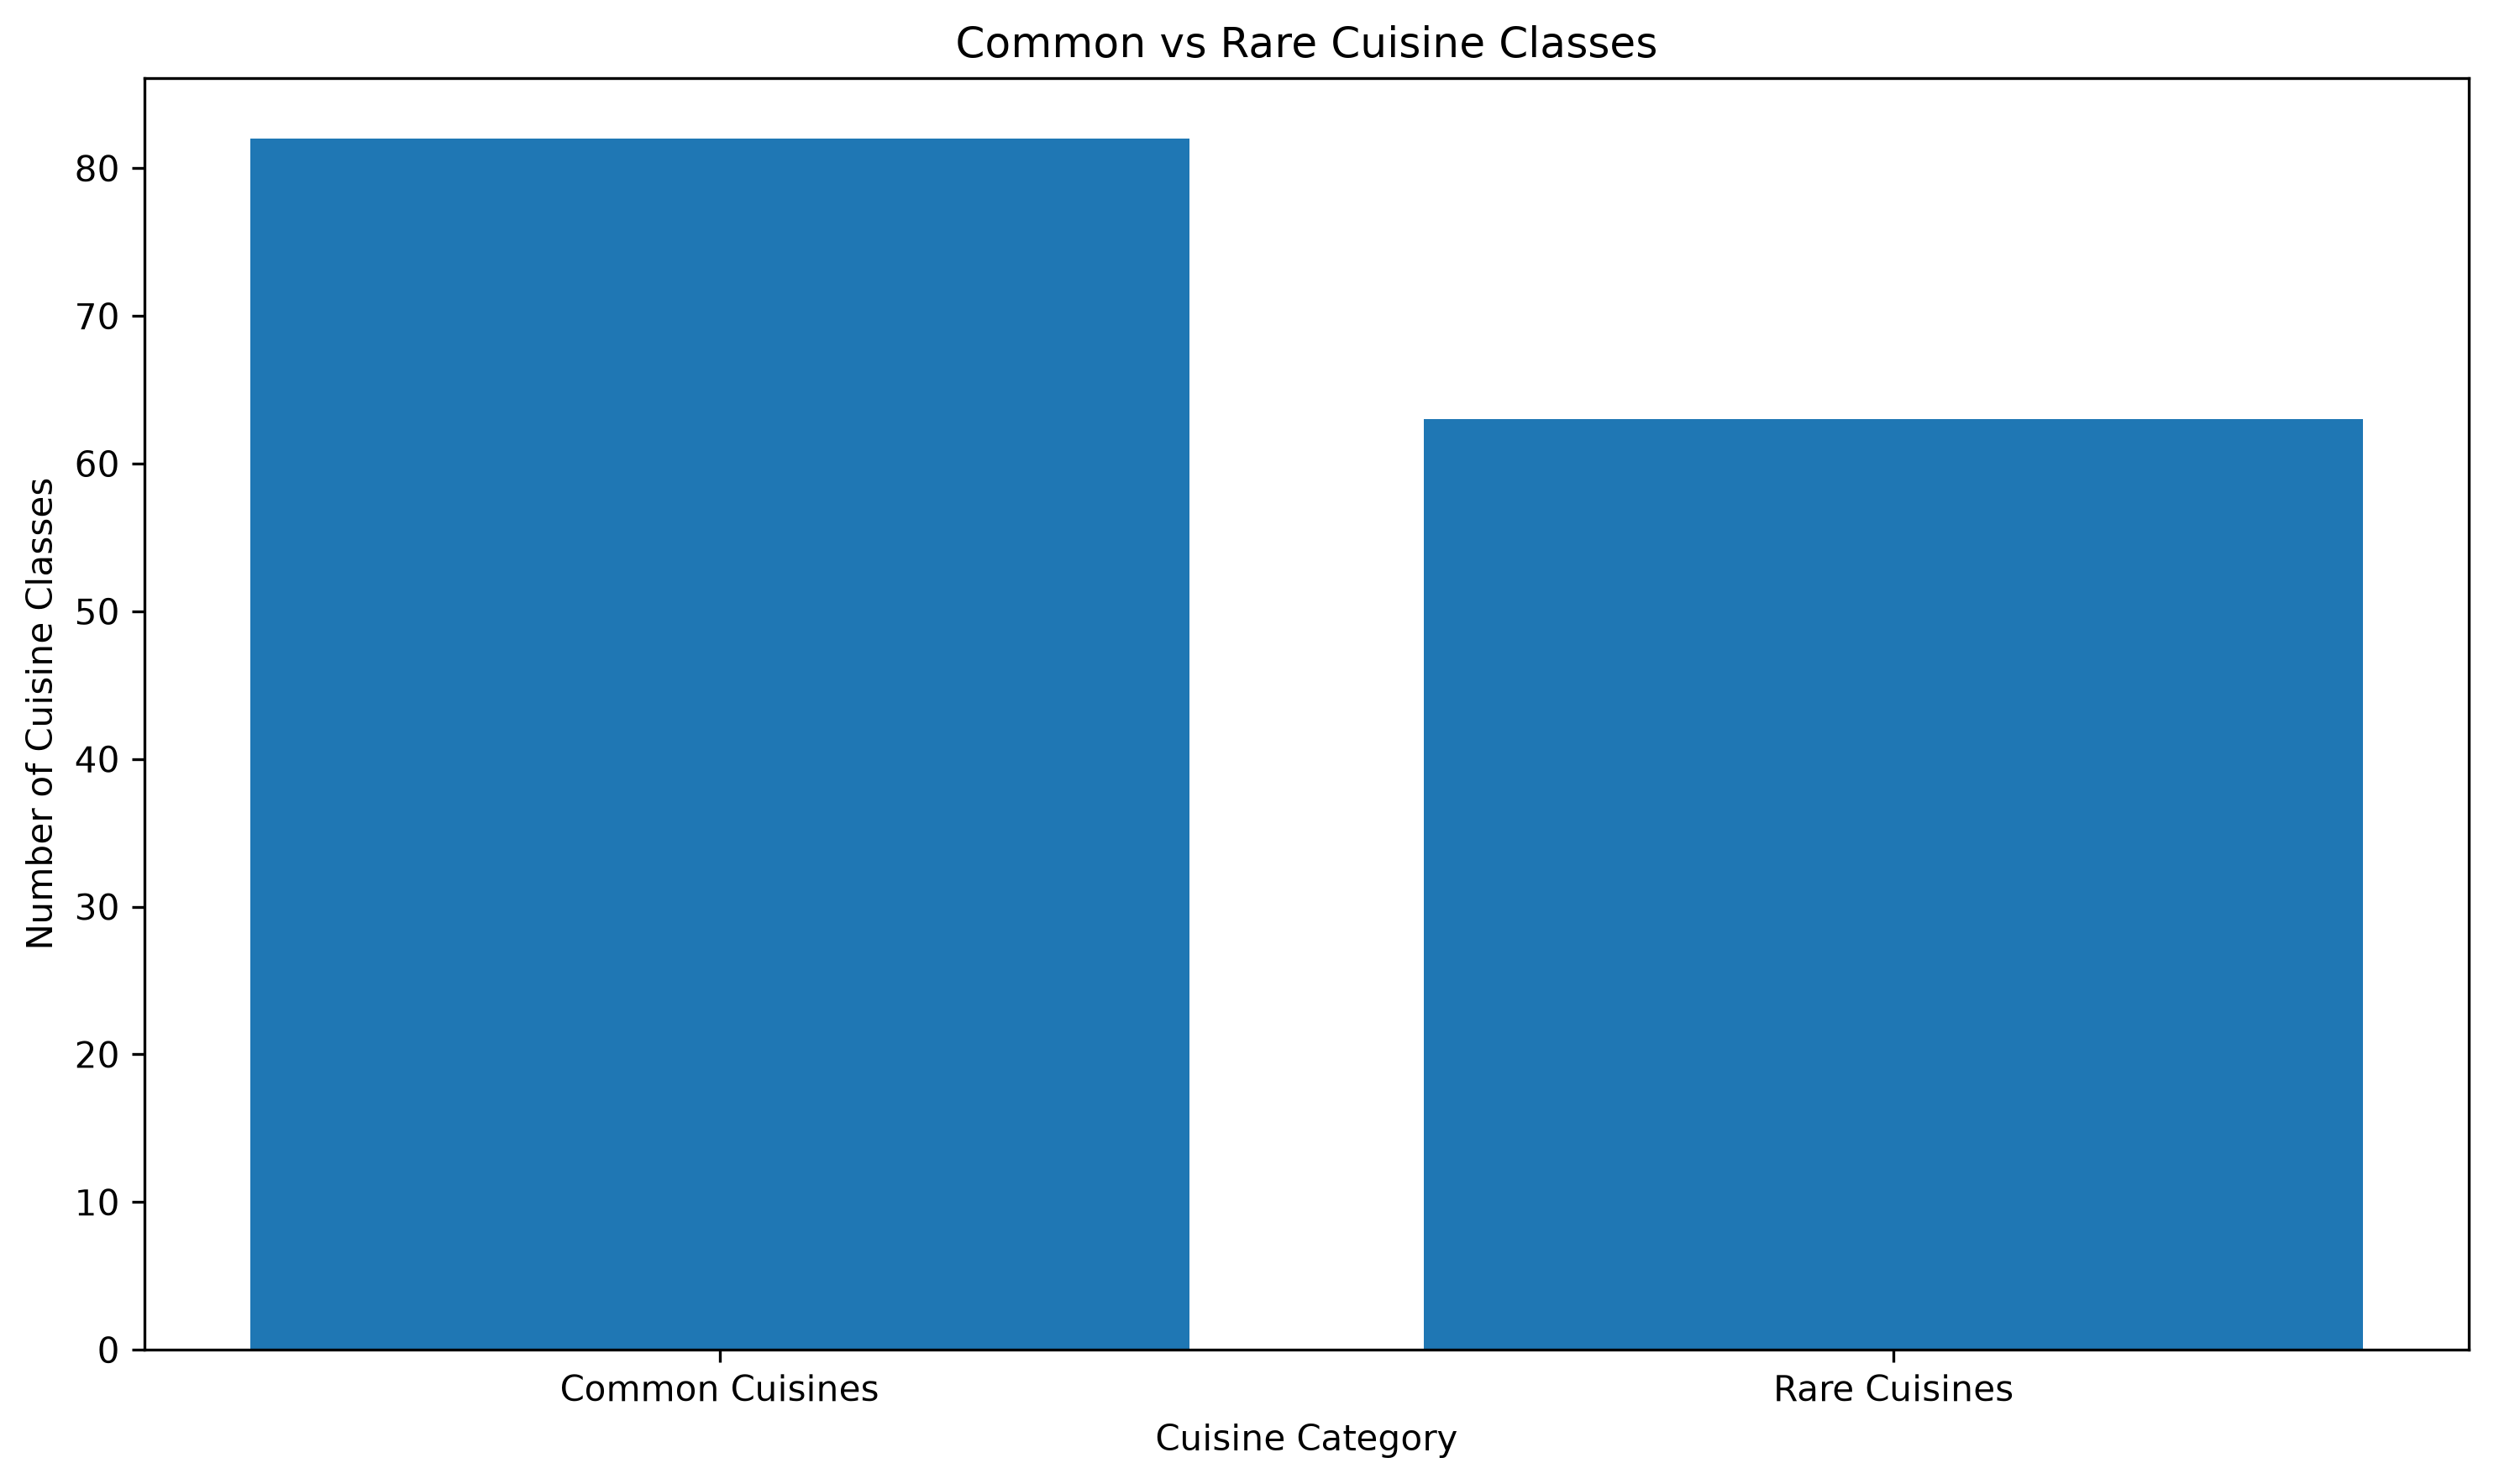 Common vs Rare Cuisine Classes
Number of Cuisine Classes
80
70
60
50
40
30
20
10
0
Common Cuisines
Rare Cuisines
Cuisine Category